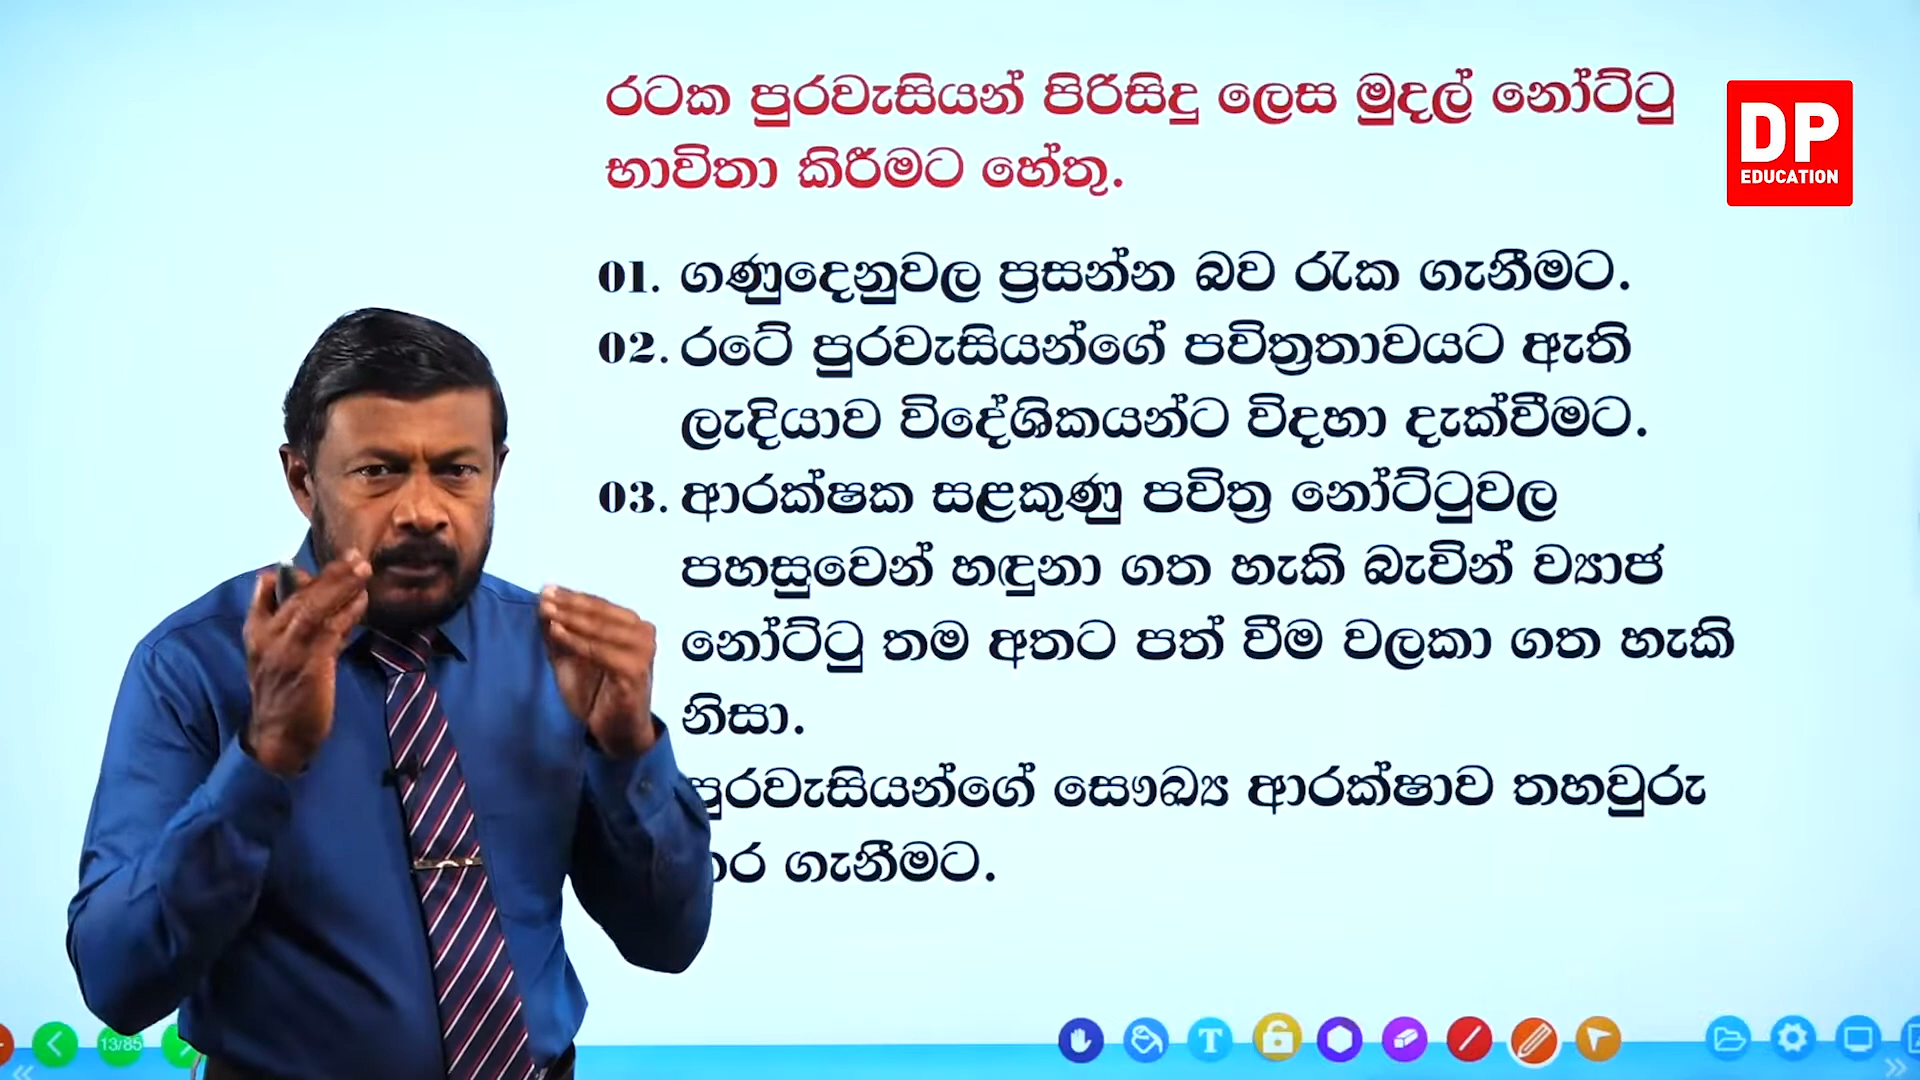 රටක පුරවැසියන් පිරිසිදු ලෙස මුදල් නෝට්ටු
භාවිතා කිරීමට හේතු.
DP
EDUCATION
01. ගණුදෙනුවල ප්‍රසන්න බව රැක ගැනීමට.
02. රටේ පුරවැසියන්ගේ පවිත්‍රතාවයට ඇති
ලැදියාව විදේශිකයන්ට විදහා දැක්වීමට.
03. ආරක්ෂක සළකුණු පවිත්‍ර නෝට්ටුවල
පහසුවෙන් හඳුනා ගත හැකි බැවින් ව්‍යාජ
නෝට්ටු තම අතට පත් වීම වලකා ගත හැකි
නිසා.
පුරවැසියන්ගේ සෞඛ්‍ය ආරක්ෂාව තහවුරු
ගැනීමට.
13/85
T